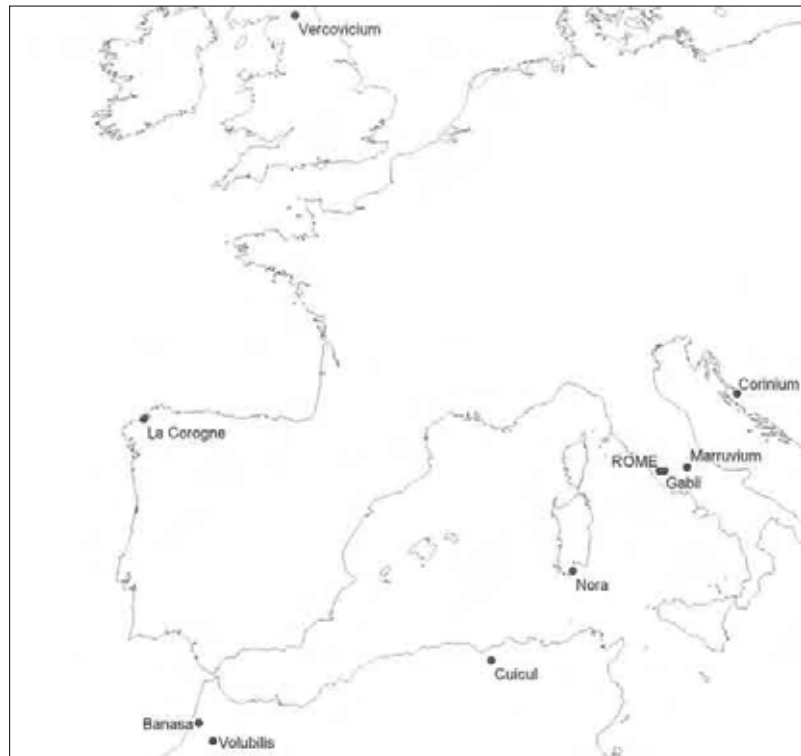 Vercovicium
Corinium
La Corogne
Marruvium
ROME
Gabii
Nora
Cuicul
Banasa
Volubilis